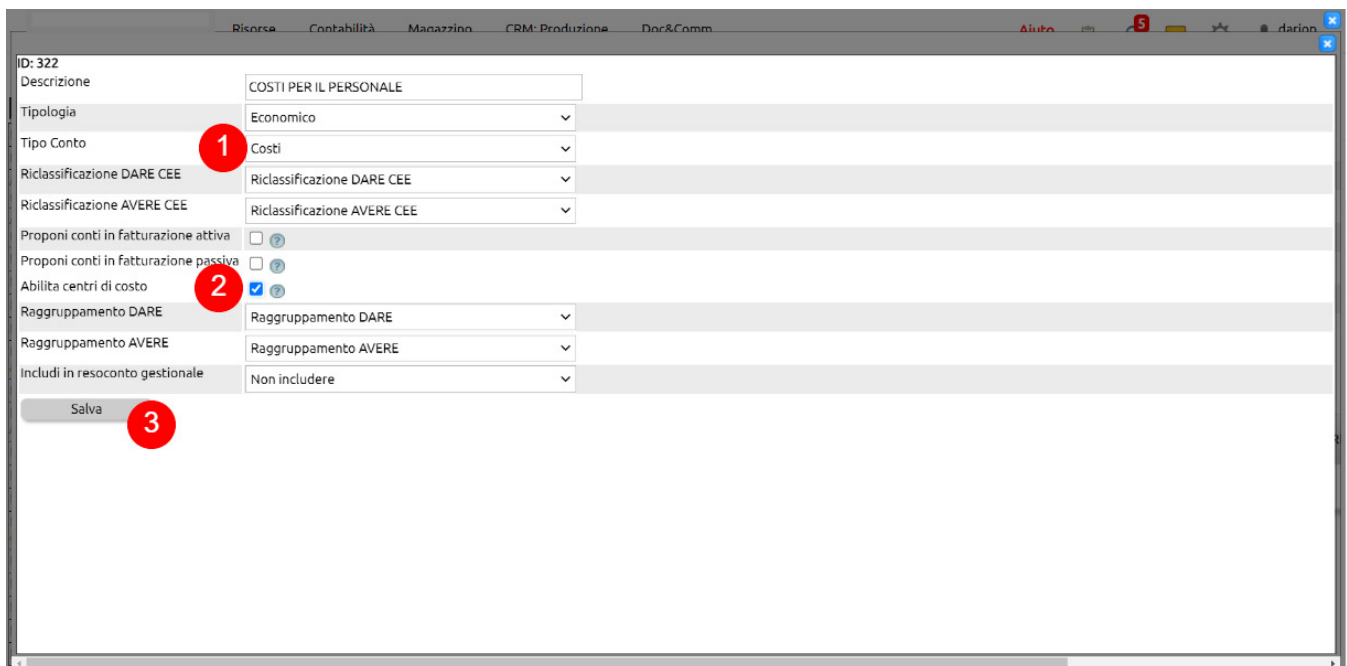 Risorse Contabilità Magazzino CRM: Produzione Doc&Comm Aiuto 5 darion
ID: 322
Descrizione COSTI PER IL PERSONALE
Tipologia Economico
Tipo Conto 1 Costi
Riclassificazione DARE CEE Riclassificazione DARE CEE
Riclassificazione AVERE CEE Riclassificazione AVERE CEE
Proponi conti in fatturazione attiva ?
Proponi conti in fatturazione passiva ?
Abilita centri di costo 2 ?
Raggruppamento DARE Raggruppamento DARE
Raggruppamento AVERE Raggruppamento AVERE
Includi in resoconto gestionale Non includere
Salva 3